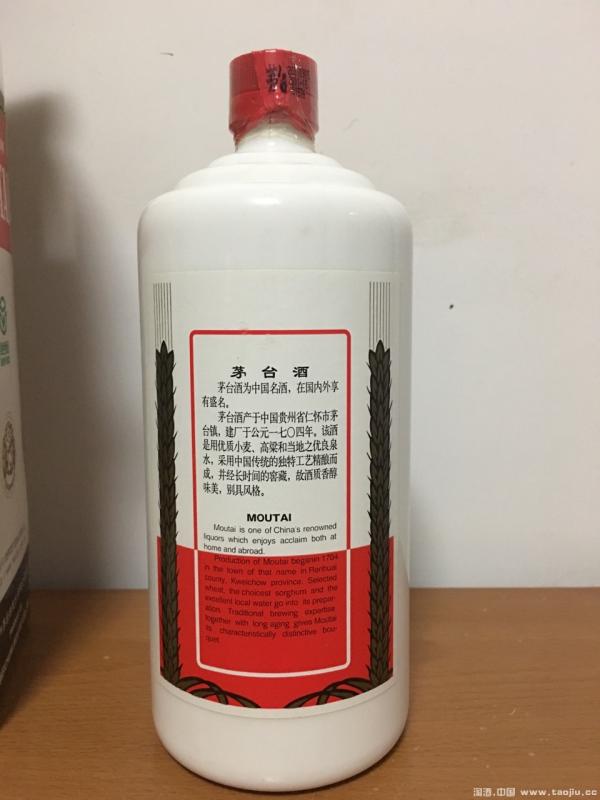 茅台
茅台酒
茅台酒为中国名酒，在国内外享
有盛名。
茅台酒产于中国贵州省仁怀市茅
台镇，建厂于公元一七〇四年。该酒
是用优质小麦、高粱和当地之优良泉
水，采用中国传统的独特工艺精酿而
成，并经长时间的窖藏，故酒质香醇
味美，别具风格。
MOUTAI
Moutai is one of China's renowned
liquors which enjoys acclaim both at
home and abroad.
Production of Moutai beganin 1704
in the town of that name in Renhuai
county, Kweichow province. Selected
wheat, the choicest sorghum and the
excellent local water go into its prepar-
ation. Traditional brewing expertise
together with long aging gives Moutai
its characteristically distinctive bou-
quet.
淘酒.中国 www.taojiu.cc